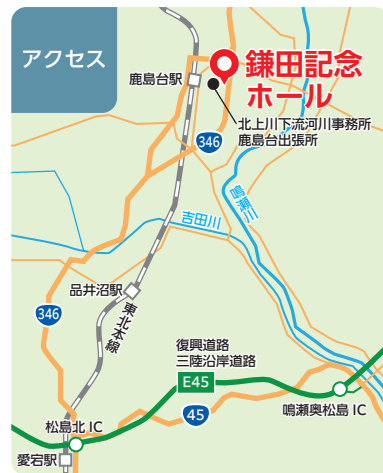 アクセス
鎌田記念
ホール
鹿島台駅
北上川下流河川事務所
鹿島台出張所
346
鳴瀬川
吉田川
品井沼駅
346
東北本線
復興道路
三陸沿岸道路
E45
45
鳴瀬奥松島 IC
松島北 IC
愛宕駅